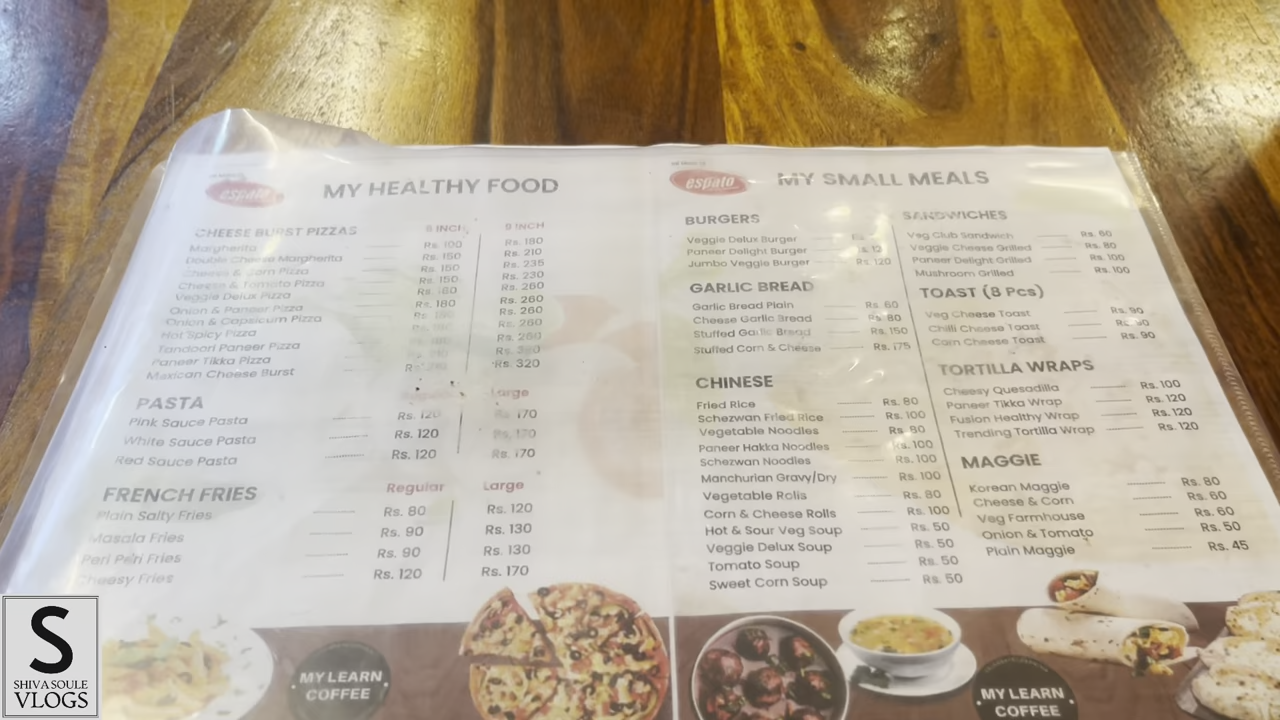 espato
MY HEALTHY FOOD
CHEESE BURST PIZZAS 8 INCH 9 INCH
Margherita Rs. 100 Rs. 180
Double Cheese Margherita Rs. 150 Rs. 210
Cheese & Corn Pizza Rs. 150 Rs. 235
Cheese & Tomato Pizza Rs. 150 Rs. 230
Veggie Delux Pizza Rs. 260
Onion & Paneer Pizza Rs. 180 Rs. 260
Onion & Capsicum Pizza Rs. 260
Hot Spicy Pizza Rs. 260
Tandoori Paneer Pizza
Paneer Tikka Pizza
Mexican Cheese Burst Rs. 320
PASTA Large
Pink Sauce Pasta Rs. 120 Rs. 170
White Sauce Pasta Rs. 120 Rs. 170
Red Sauce Pasta Rs. 120 Rs. 170
FRENCH FRIES Regular Large
Plain Salty Fries Rs. 80 Rs. 120
Masala Fries Rs. 90 Rs. 130
Peri Peri Fries Rs. 90 Rs. 130
Cheesy Fries Rs. 120 Rs. 170
MY LEARN
COFFEE
espato
MY SMALL MEALS
BURGERS
Veggie Delux Burger
Paneer Delight Burger
Jumbo Veggie Burger Rs. 120
GARLIC BREAD
Garlic Bread Plain Rs. 60
Cheese Garlic Bread Rs. 80
Stuffed Garlic Bread Rs. 150
Stuffed Corn & Cheese Rs. 175
CHINESE
Fried Rice Rs. 80
Schezwan Fried Rice Rs. 100
Vegetable Noodles Rs. 80
Paneer Hakka Noodles Rs. 100
Schezwan Noodles Rs. 100
Manchurian Gravy/Dry Rs. 100
Vegetable Rolls Rs. 80
Corn & Cheese Rolls Rs. 100
Hot & Sour Veg Soup Rs. 50
Veggie Delux Soup Rs. 50
Tomato Soup Rs. 50
Sweet Corn Soup Rs. 50
SANDWICHES
Veg Club Sandwich Rs. 60
Veggie Cheese Grilled Rs. 80
Paneer Delight Grilled Rs. 100
Mushroom Grilled Rs. 100
TOAST (8 Pcs)
Veg Cheese Toast Rs. 90
Chilli Cheese Toast
Corn Cheese Toast Rs. 90
TORTILLA WRAPS
Cheesy Quesadilla Rs. 100
Paneer Tikka Wrap Rs. 120
Fusion Healthy Wrap Rs. 120
Trending Tortilla Wrap Rs. 120
MAGGIE
Korean Maggie Rs. 80
Cheese & Corn Rs. 60
Veg Farmhouse Rs. 60
Onion & Tomato Rs. 50
Plain Maggie Rs. 45
MY LEARN
COFFEE
S
SHIVA SOULE
VLOGS